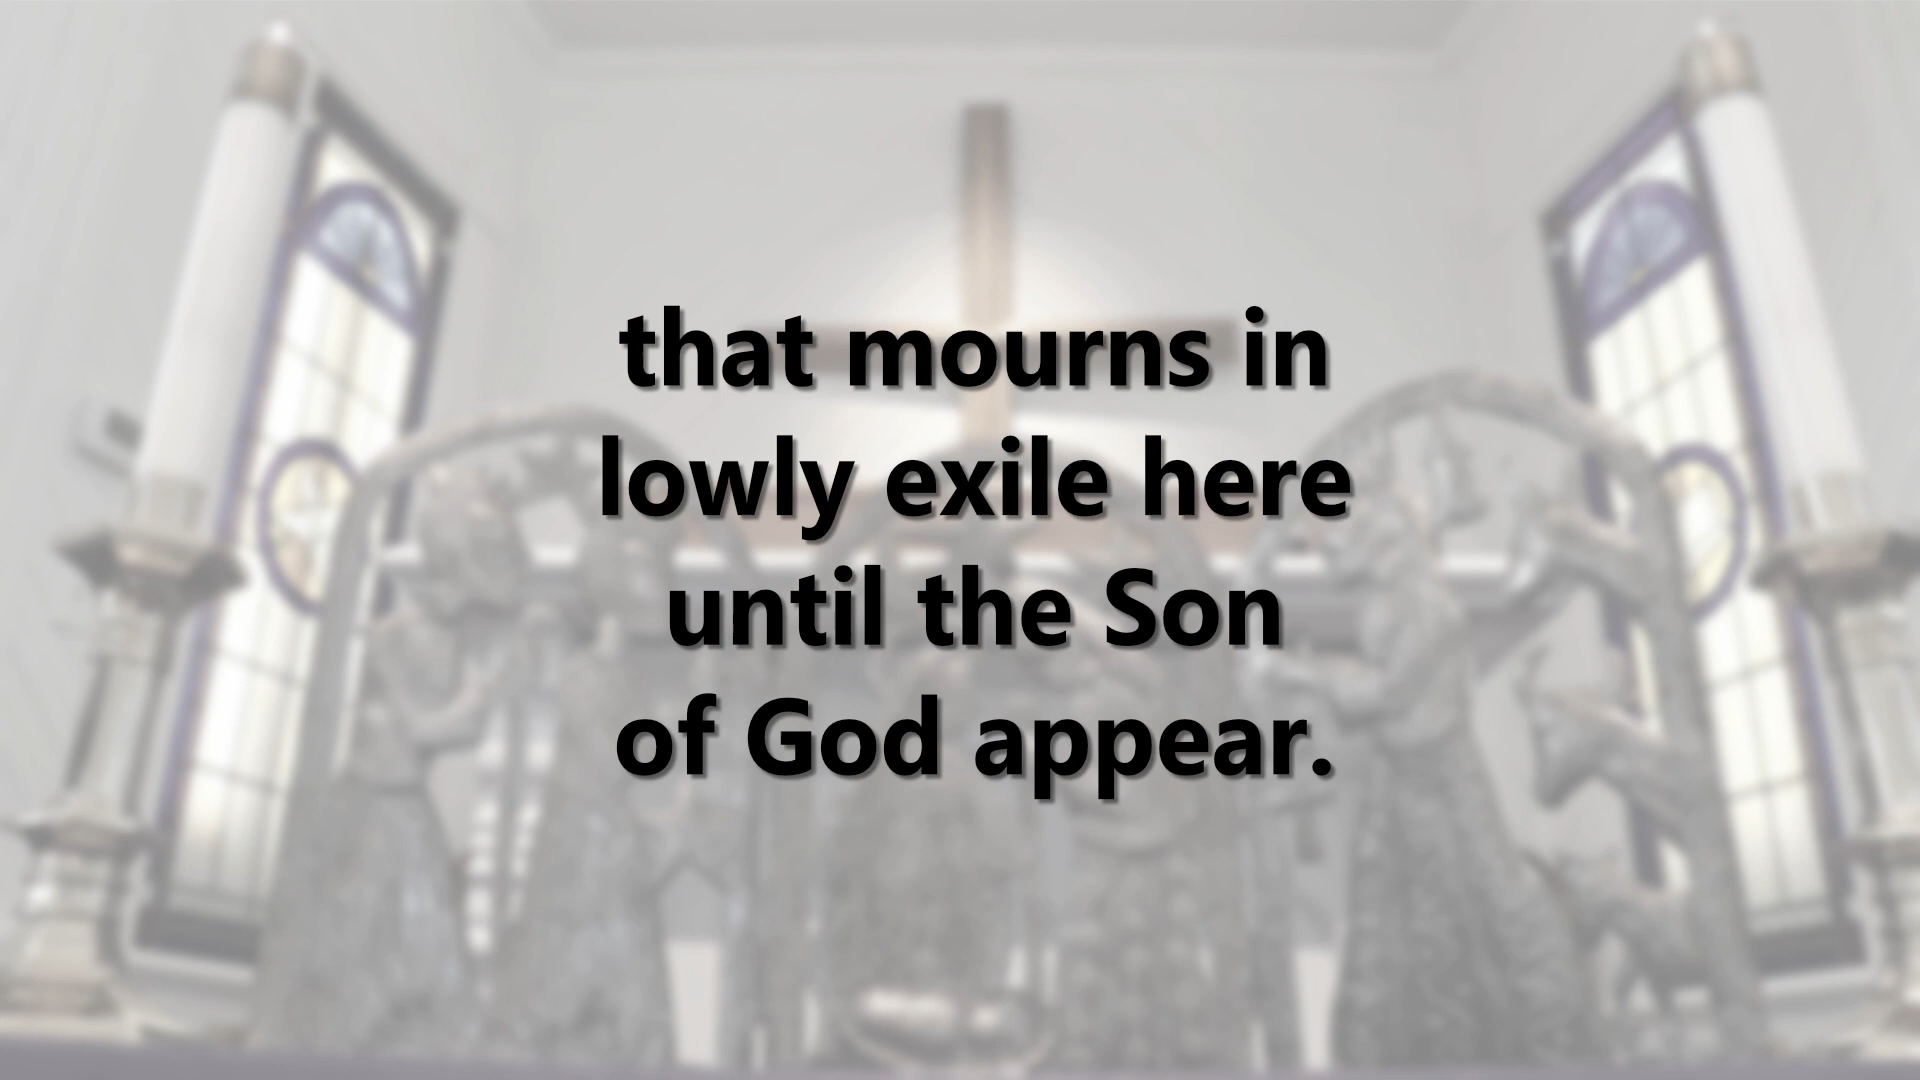 that mourns in
lowly exile here
until the Son
of God appear.